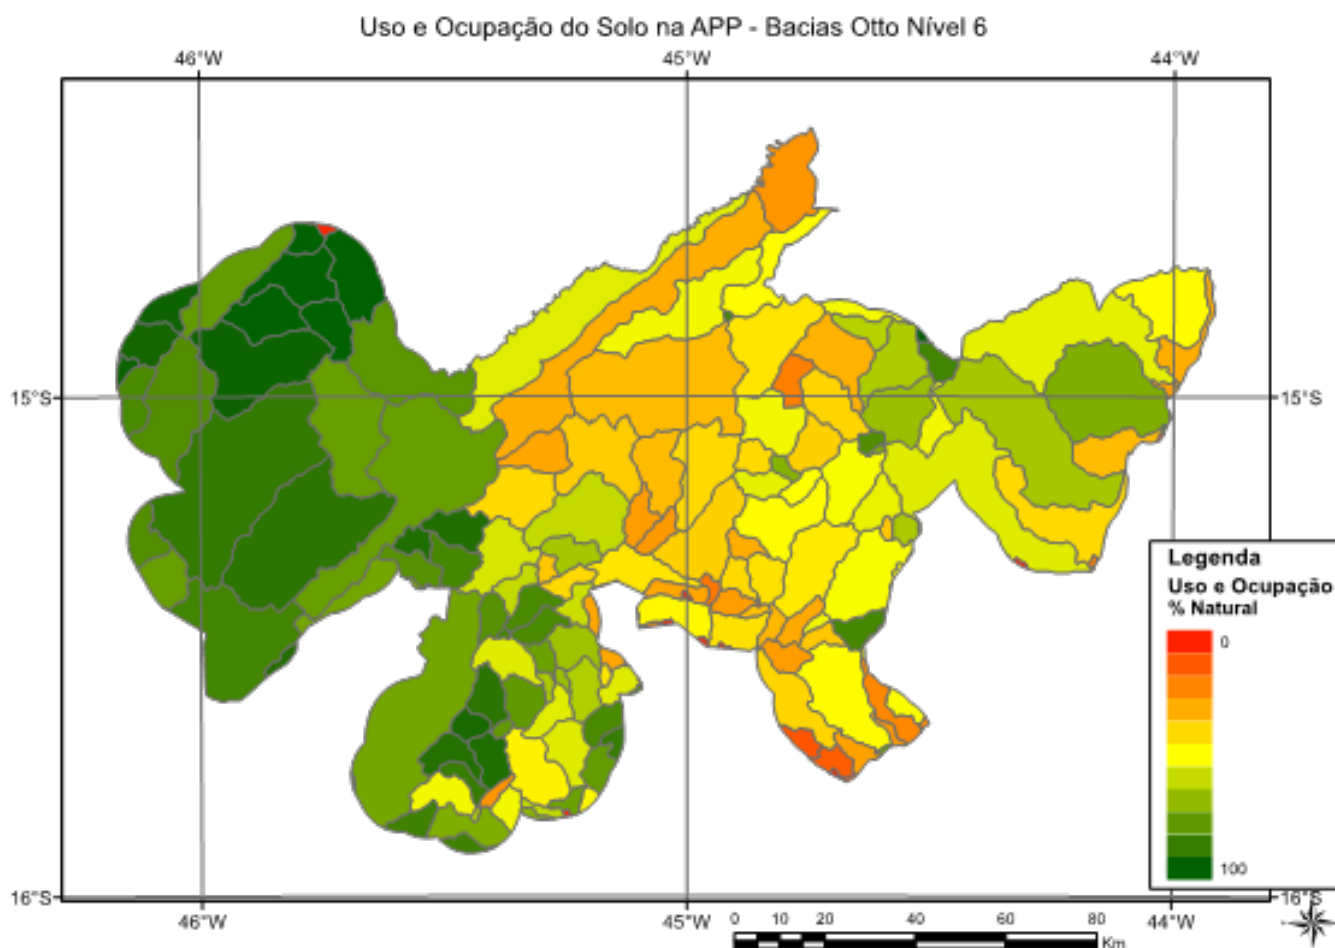 Uso e Ocupação do Solo na APP - Bacias Otto Nível 6
46°W 45°W 44°W
15°S 15°S
Legenda
Uso e Ocupação
% Natural
0
100
16°S 16°S
46°W 45°W 44°W
0 10 20 40 60 80
Km